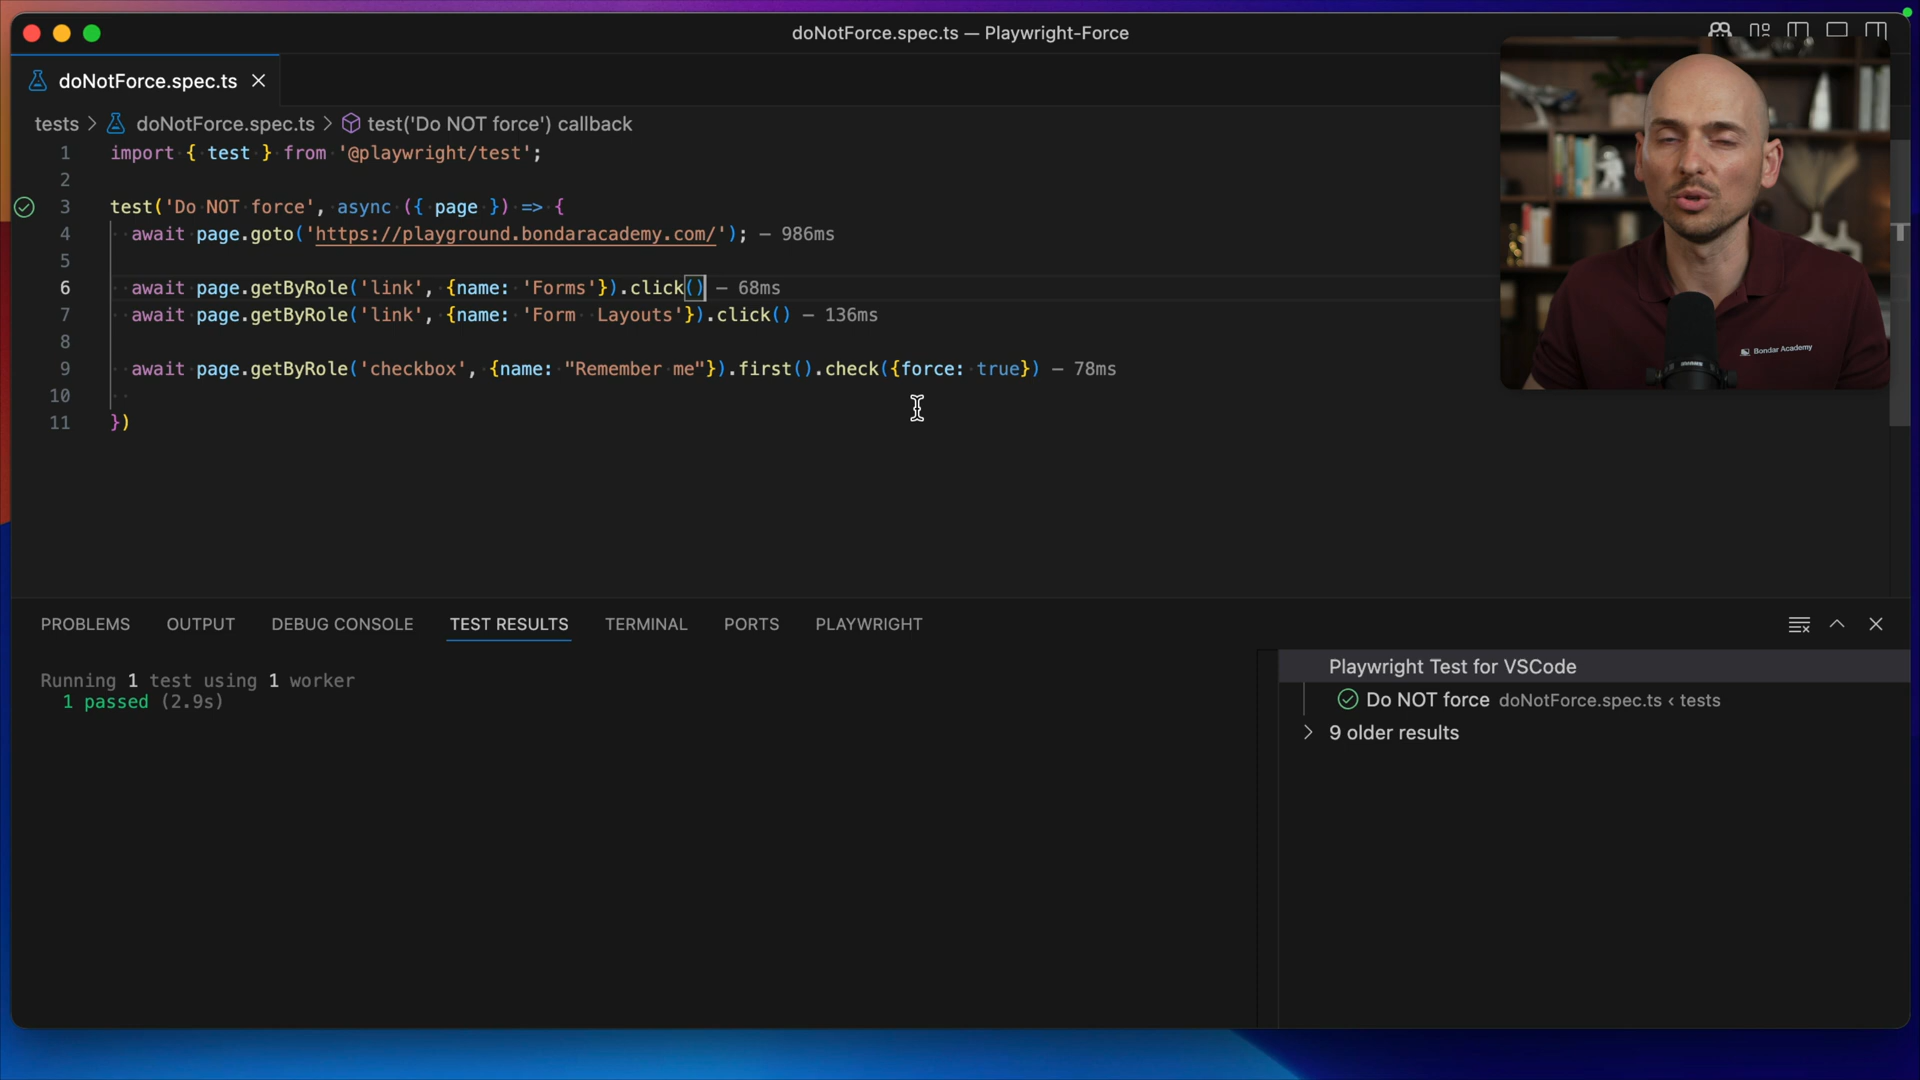 doNotForce.spec.ts — Playwright-Force
doNotForce.spec.ts
tests > doNotForce.spec.ts > test('Do NOT force') callback
1 import { test } from '@playwright/test';
2
3 test('Do NOT force', async ({ page }) => {
4 await page.goto('https://playground.bondaracademy.com/'); — 986ms
5
6 await page.getByRole('link', {name: 'Forms'}).click() — 68ms
7 await page.getByRole('link', {name: 'Form Layouts'}).click() — 136ms
8
9 await page.getByRole('checkbox', {name: "Remember me"}).first().check({force: true}) — 78ms
10
11 })
Bondar Academy
PROBLEMS OUTPUT DEBUG CONSOLE TEST RESULTS TERMINAL PORTS PLAYWRIGHT
Running 1 test using 1 worker
1 passed (2.9s)
Playwright Test for VSCode
Do NOT force doNotForce.spec.ts ‹ tests
9 older results